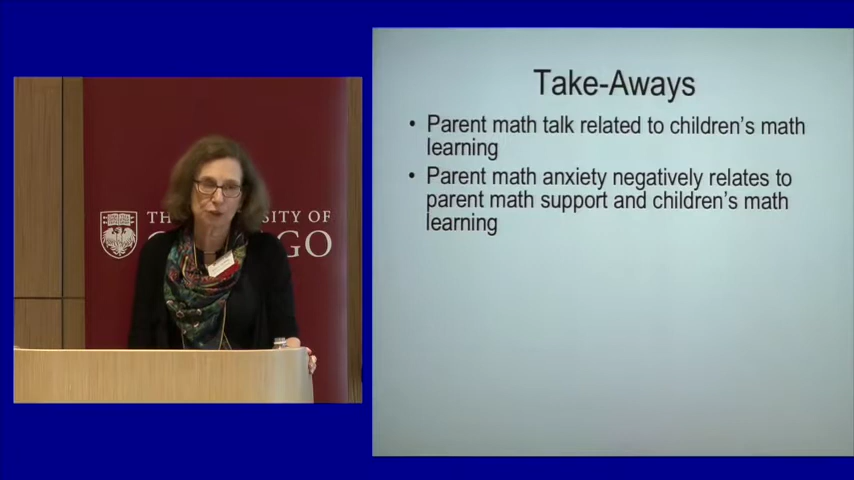 THE UNIVERSITY OF
CHICAGO
Take-Aways
• Parent math talk related to children's math
learning
• Parent math anxiety negatively relates to
parent math support and children's math
learning